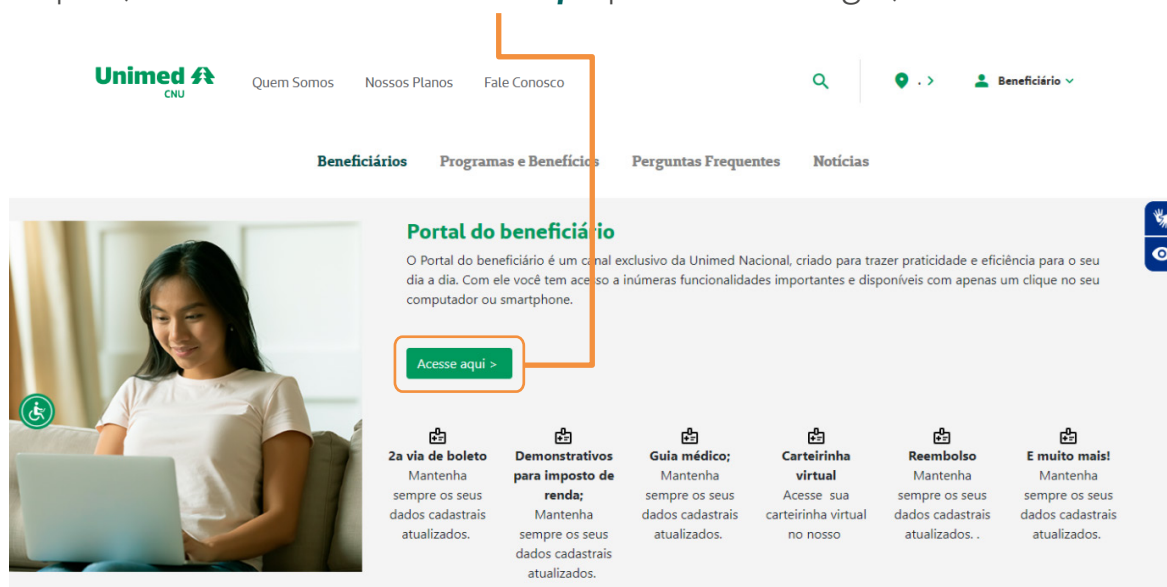 Unimed
CNU
Quem Somos Nossos Planos Fale Conosco
. >
Beneficiário
Beneficiários Programas e Benefícios Perguntas Frequentes Notícias
Portal do beneficiário
O Portal do beneficiário é um canal exclusivo da Unimed Nacional, criado para trazer praticidade e eficiência para o seu
dia a dia. Com ele você tem acesso a inúmeras funcionalidades importantes e disponíveis com apenas um clique no seu
computador ou smartphone.
Acesse aqui >
2a via de boleto
Mantenha
sempre os seus
dados cadastrais
atualizados.
Demonstrativos
para imposto de
renda;
Mantenha
sempre os seus
dados cadastrais
atualizados.
Guia médico;
Mantenha
sempre os seus
dados cadastrais
atualizados.
Carteirinha
virtual
Acesse sua
carteirinha virtual
no nosso
Reembolso
Mantenha
sempre os seus
dados cadastrais
atualizados. .
E muito mais!
Mantenha
sempre os seus
dados cadastrais
atualizados.